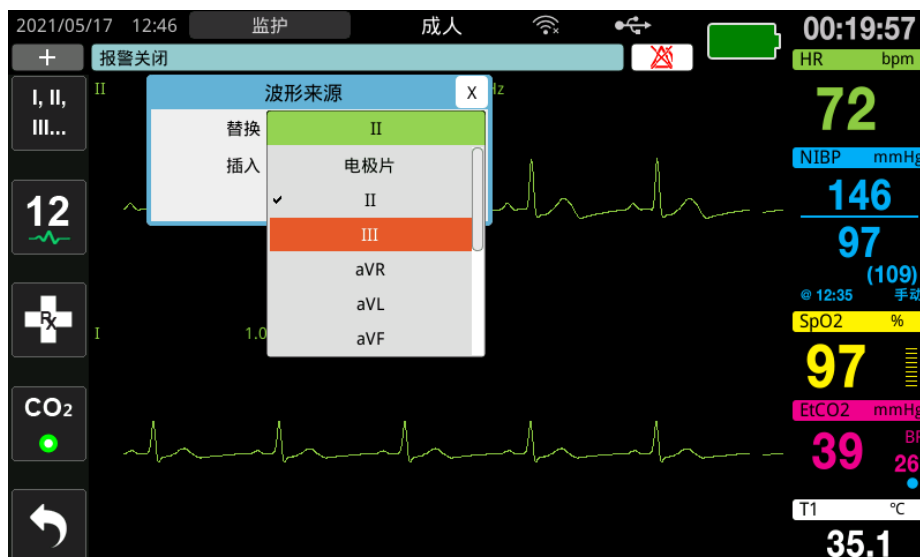 2021/05/17 12:46 监护 成人 00:19:57
+ 报警关闭
HR bpm
72
I, II,
III...
II Hz
波形来源 X
替换 II
插入
电极片
✓ II
III
aVR
aVL
aVF
NIBP mmHg
146
97
(109)
@ 12:35 手动
12
Rx
I 1.0
SpO2 %
97
CO2
EtCO2 mmHg
39
26
T1 °C
35.1